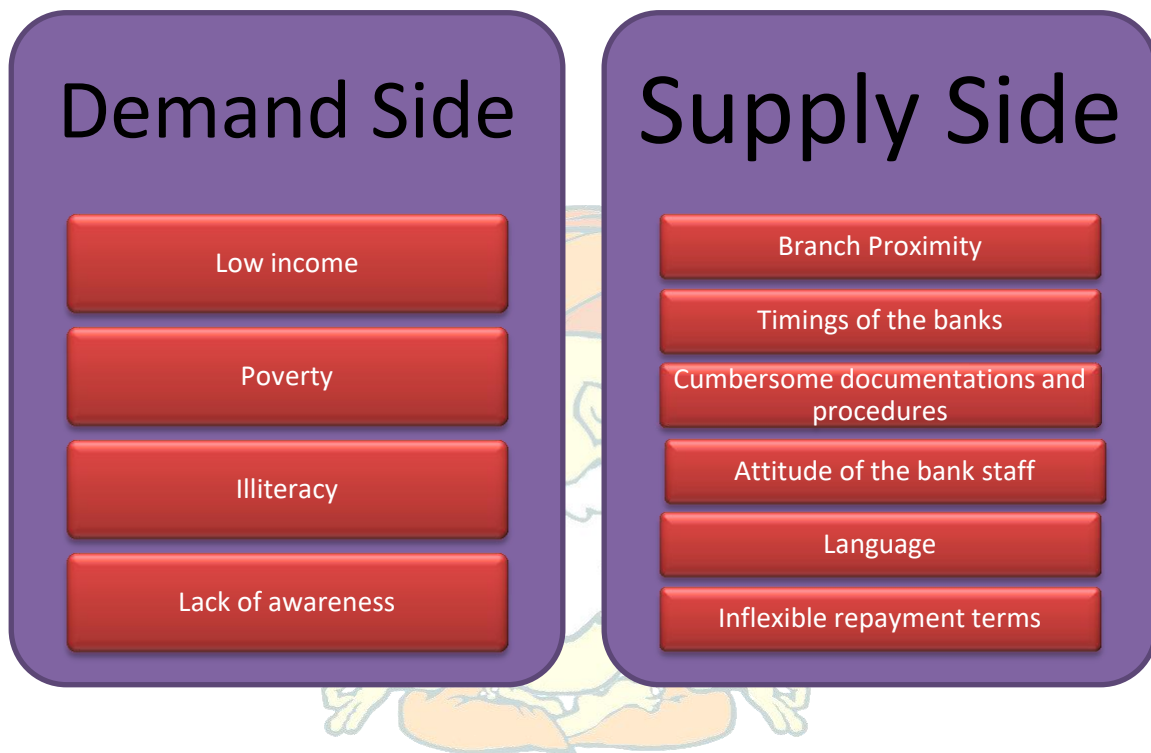 Demand Side
Low income
Poverty
Illiteracy
Lack of awareness
Supply Side
Branch Proximity
Timings of the banks
Cumbersome documentations and
procedures
Attitude of the bank staff
Language
Inflexible repayment terms